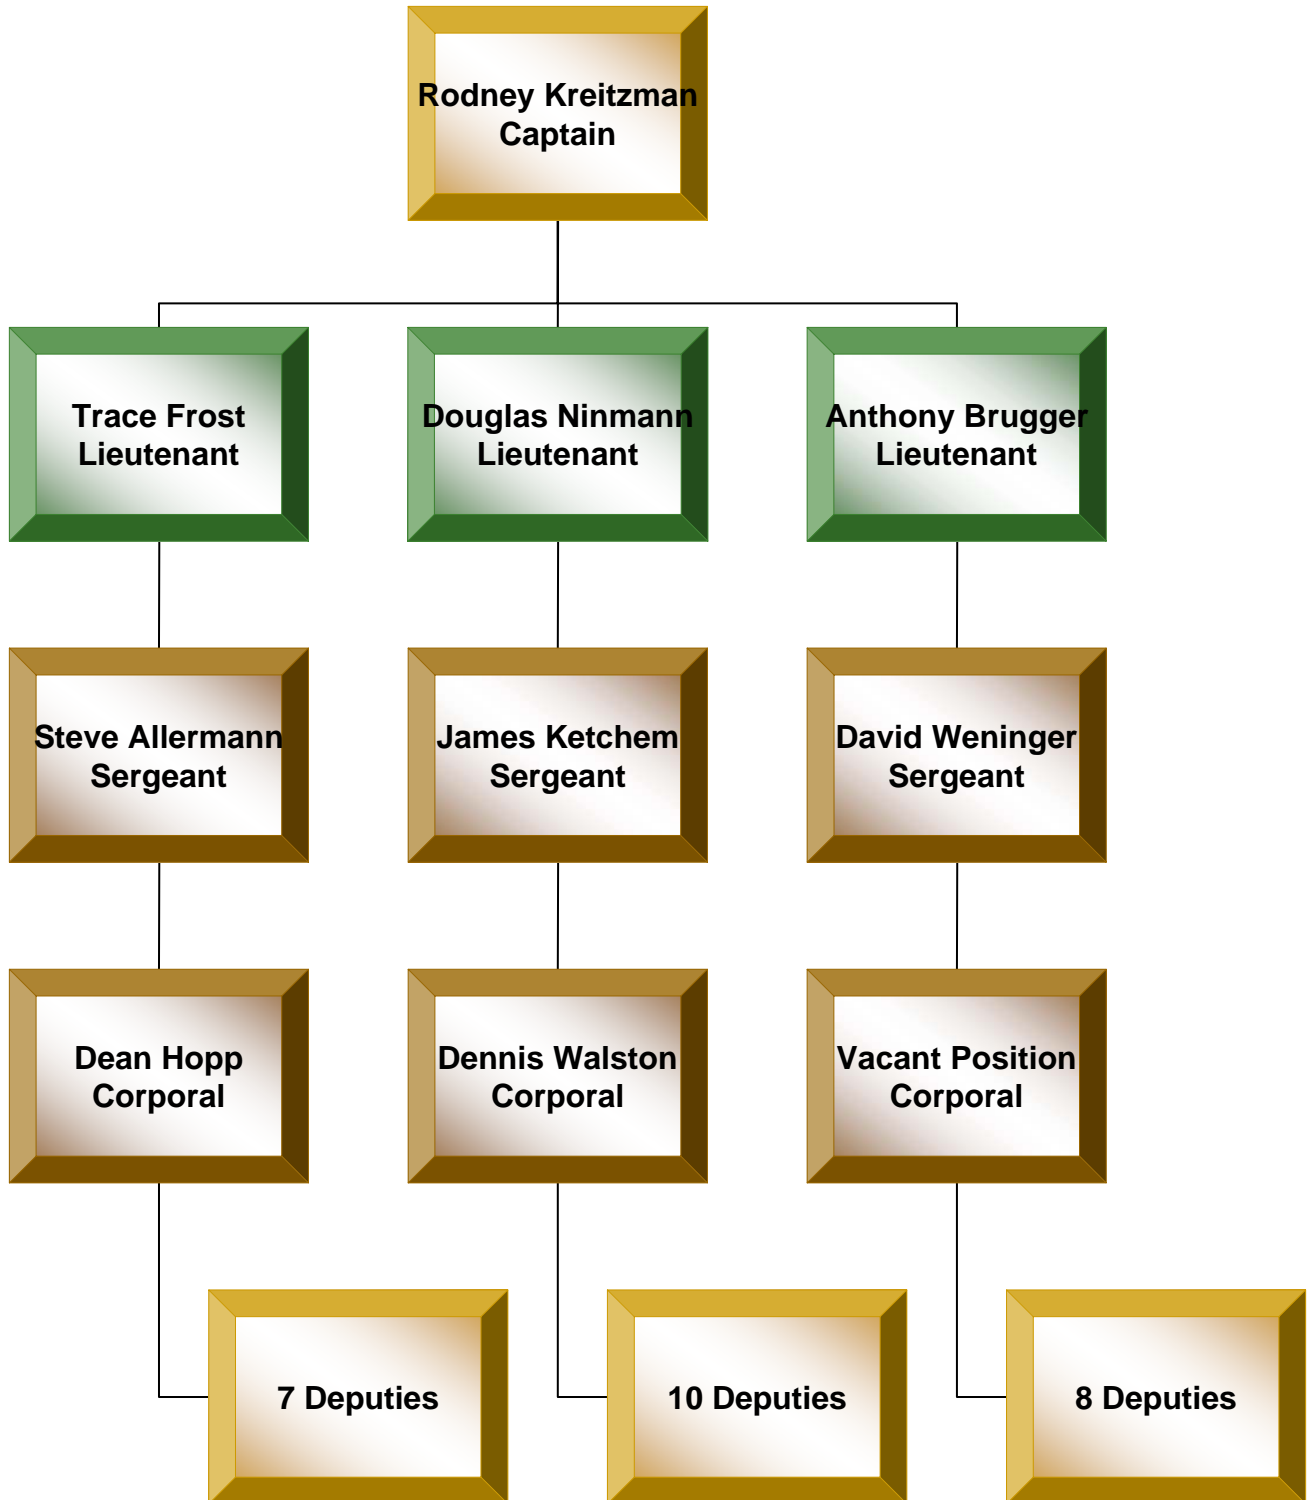 Rodney Kreitzman
Captain
Trace Frost
Lieutenant
Douglas Ninmann
Lieutenant
Anthony Brugger
Lieutenant
Steve Allermann
Sergeant
James Ketchem
Sergeant
David Weninger
Sergeant
Dean Hopp
Corporal
Dennis Walston
Corporal
Vacant Position
Corporal
7 Deputies
10 Deputies
8 Deputies